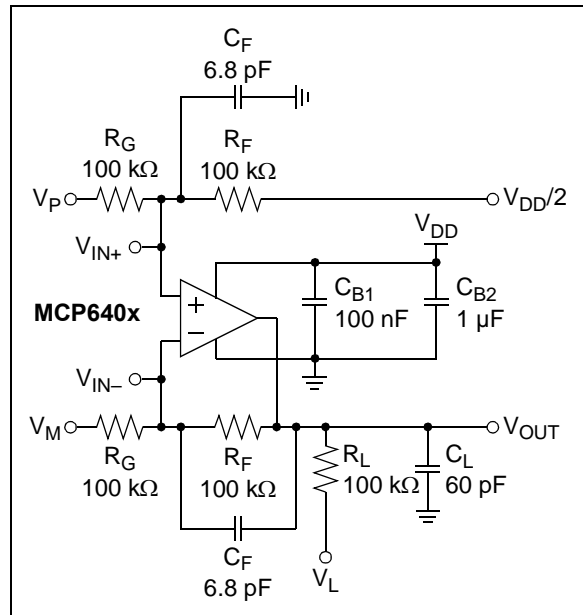 C_F
6.8 pF
R_G
100 kΩ
R_F
100 kΩ
V_P
V_DD/2
V_IN+
V_DD
MCP640x
+
−
C_B1
100 nF
C_B2
1 µF
V_IN–
V_M
V_OUT
R_G
100 kΩ
R_F
100 kΩ
R_L
100 kΩ
C_L
60 pF
C_F
6.8 pF
V_L